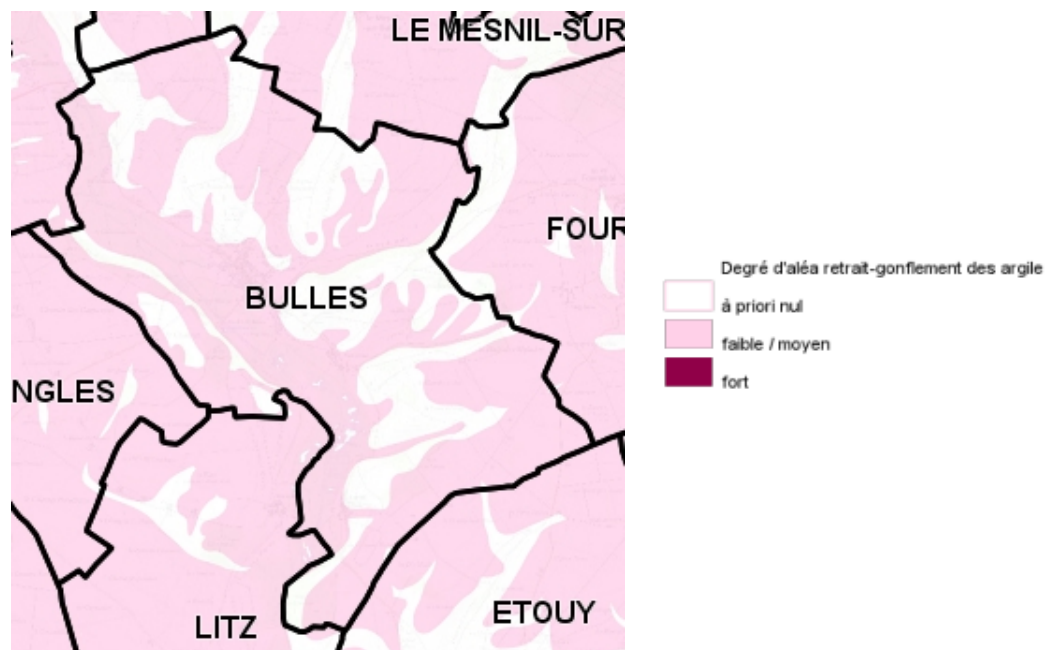 LE MESNIL-SUR
FOUR
BULLES
NGLES
ETOUY
LITZ
Degré d'aléa retrait-gonflement des argile
à priori nul
faible / moyen
fort